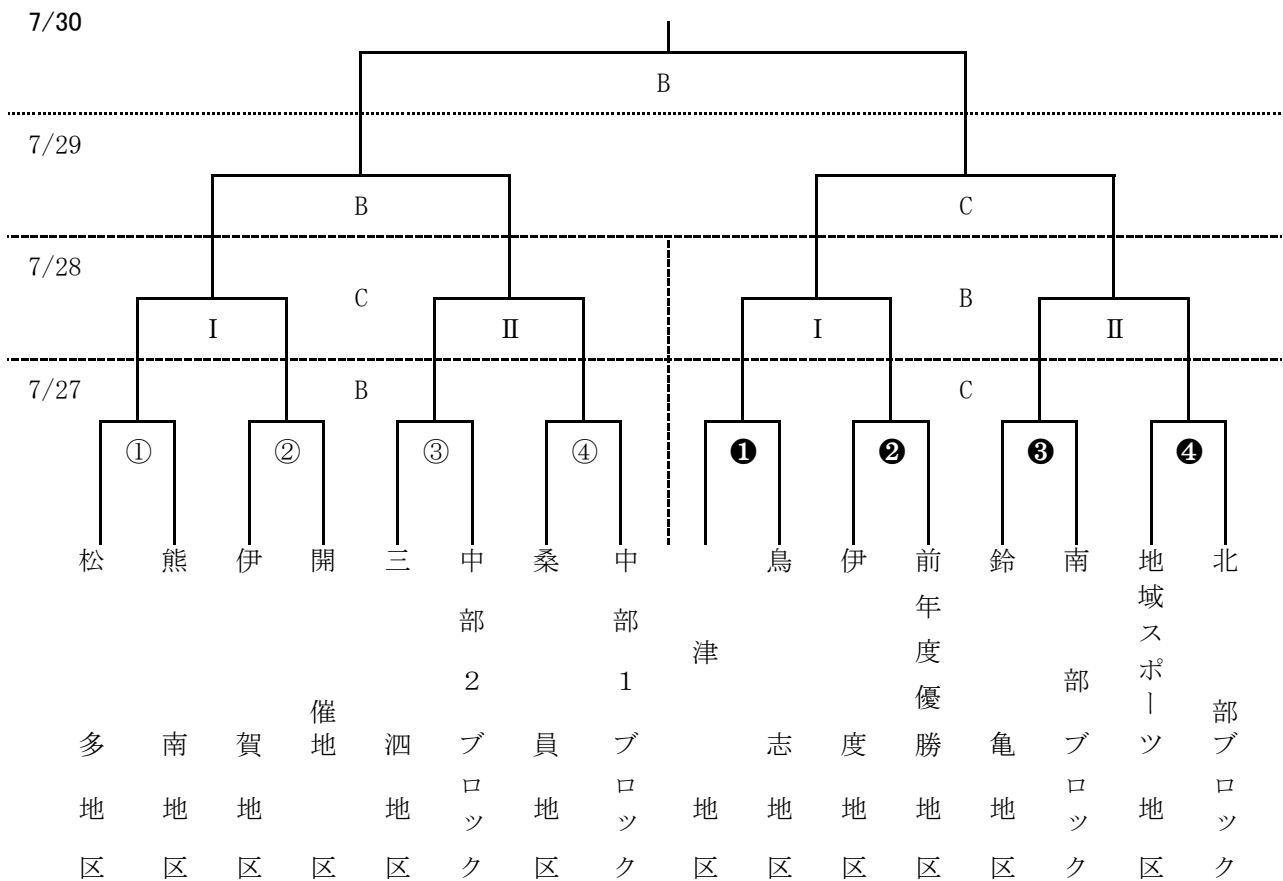 7/30
B
7/29
B
C
7/28
C
B
Ⅰ
Ⅱ
Ⅰ
Ⅱ
7/27
B
C
①
②
③
④
❶
❷
❸
❹
松多地区
熊南地区
伊賀地区
開催地地区
三泗地区
中部2ブロック
桑員地区
中部1ブロック
津地区
鳥志地区
伊度地区
前年度優勝地区
鈴亀地区
南部ブロック
地域スポーツ地区
北部ブロック